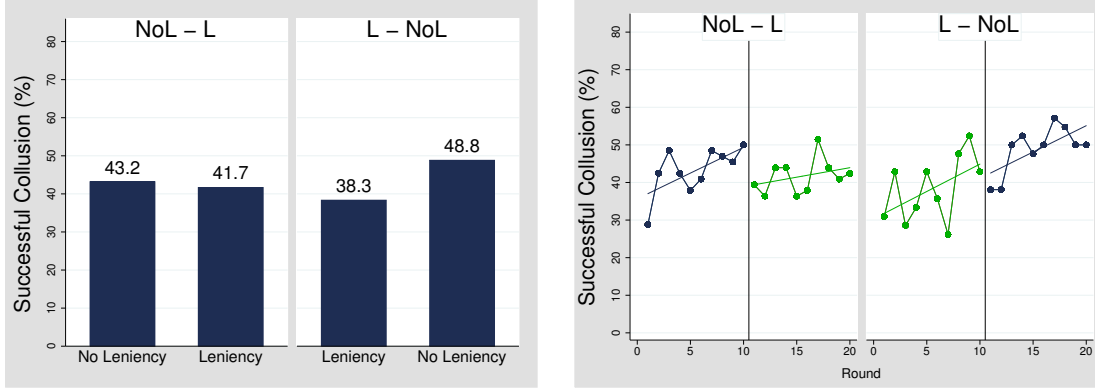 NoL – L
L – NoL
Successful Collusion (%)
0 10 20 30 40 50 60 70 80
43.2
41.7
38.3
48.8
No Leniency
Leniency
Leniency
No Leniency
NoL – L
L – NoL
Successful Collusion (%)
0 10 20 30 40 50 60 70 80
0 5 10 15 20
0 5 10 15 20
Round